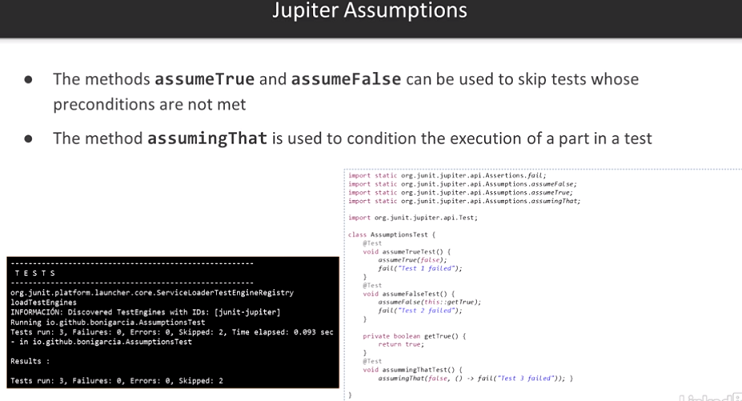 Jupiter Assumptions
● The methods assumeTrue and assumeFalse can be used to skip tests whose
preconditions are not met
● The method assumingThat is used to condition the execution of a part in a test
-------------------------------------------------------
T E S T S
-------------------------------------------------------
org.junit.platform.launcher.core.ServiceLoaderTestEngineRegistry
loadTestEngines
INFORMACIÓN: Discovered TestEngines with IDs: [junit-jupiter]
Running io.github.bonigarcia.AssumptionsTest
Tests run: 3, Failures: 0, Errors: 0, Skipped: 2, Time elapsed: 0.093 sec
- in io.github.bonigarcia.AssumptionsTest
Results :
Tests run: 3, Failures: 0, Errors: 0, Skipped: 2
import static org.junit.jupiter.api.Assertions.fail;
import static org.junit.jupiter.api.Assumptions.assumeFalse;
import static org.junit.jupiter.api.Assumptions.assumeTrue;
import static org.junit.jupiter.api.Assumptions.assumingThat;
import org.junit.jupiter.api.Test;
class AssumptionsTest {
@Test
void assumeTrueTest() {
assumeTrue(false);
fail("Test 1 failed");
}
@Test
void assumeFalseTest() {
assumeFalse(this::getTrue);
fail("Test 2 failed");
}
private boolean getTrue() {
return true;
}
@Test
void assummingThatTest() {
assumingThat(false, () -> fail("Test 3 failed")); }
}